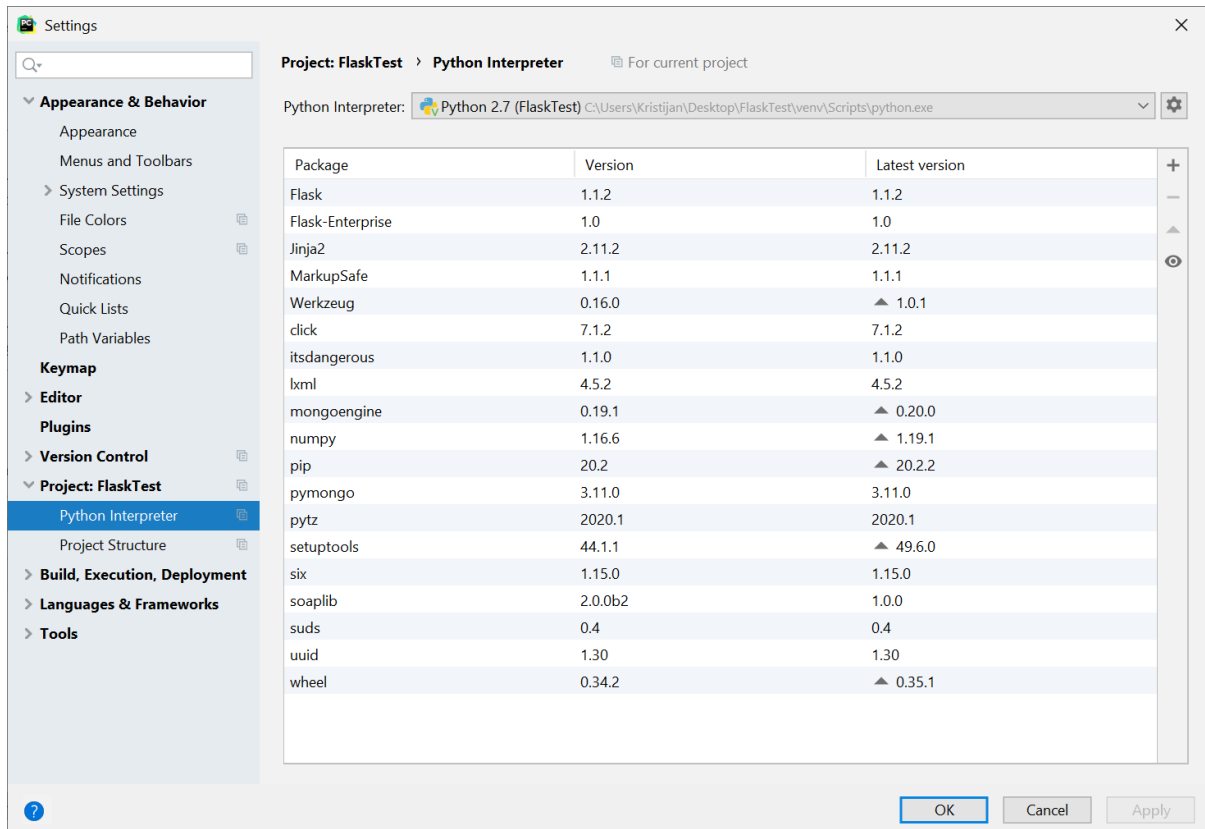 Settings
Project: FlaskTest › Python Interpreter For current project
Appearance & Behavior
Appearance
Menus and Toolbars
System Settings
File Colors
Scopes
Notifications
Quick Lists
Path Variables
Keymap
Editor
Plugins
Version Control
Project: FlaskTest
Python Interpreter
Project Structure
Build, Execution, Deployment
Languages & Frameworks
Tools
Python Interpreter: Python 2.7 (FlaskTest) C:\Users\Kristijan\Desktop\FlaskTest\venv\Scripts\python.exe
Package Version Latest version
Flask 1.1.2 1.1.2
Flask-Enterprise 1.0 1.0
Jinja2 2.11.2 2.11.2
MarkupSafe 1.1.1 1.1.1
Werkzeug 0.16.0 1.0.1
click 7.1.2 7.1.2
itsdangerous 1.1.0 1.1.0
lxml 4.5.2 4.5.2
mongoengine 0.19.1 0.20.0
numpy 1.16.6 1.19.1
pip 20.2 20.2.2
pymongo 3.11.0 3.11.0
pytz 2020.1 2020.1
setuptools 44.1.1 49.6.0
six 1.15.0 1.15.0
soaplib 2.0.0b2 1.0.0
suds 0.4 0.4
uuid 1.30 1.30
wheel 0.34.2 0.35.1
?
OK Cancel Apply